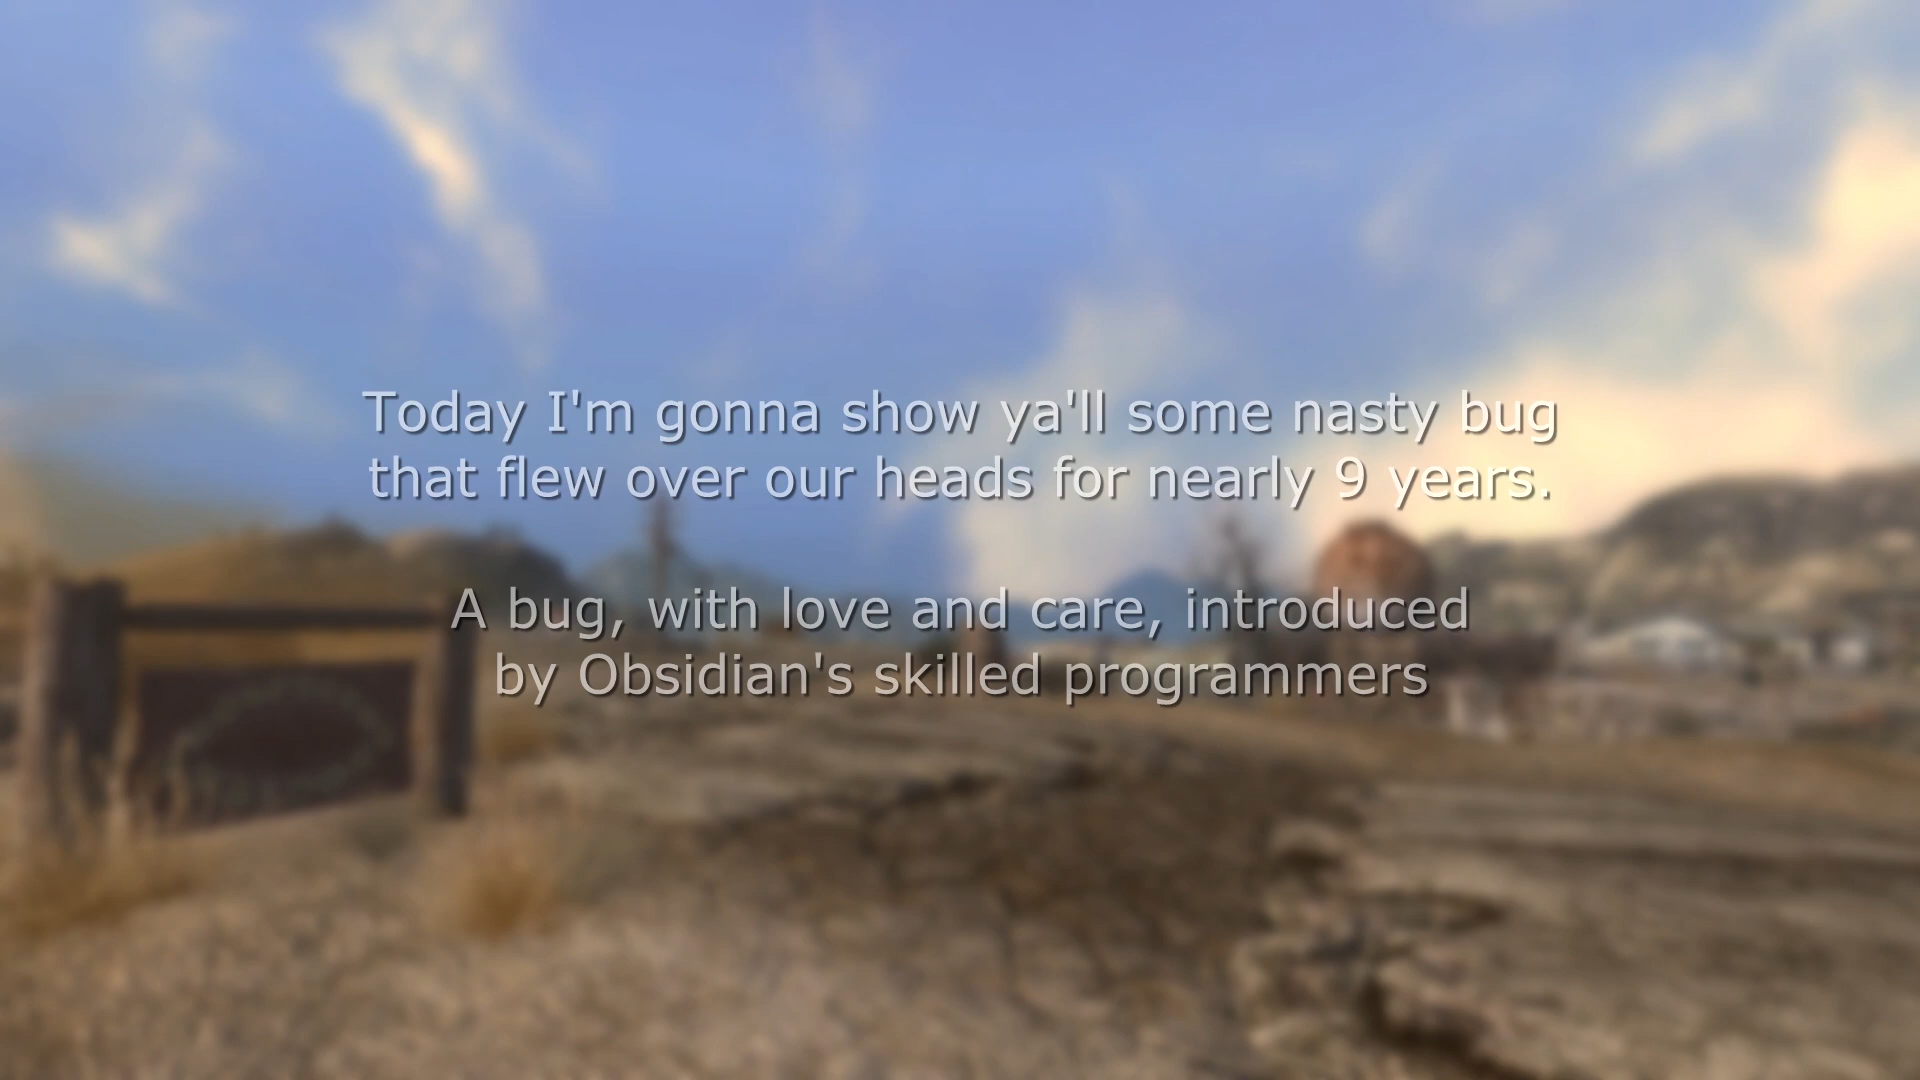 Today I'm gonna show ya'll some nasty bug
that flew over our heads for nearly 9 years.
A bug, with love and care, introduced
by Obsidian's skilled programmers